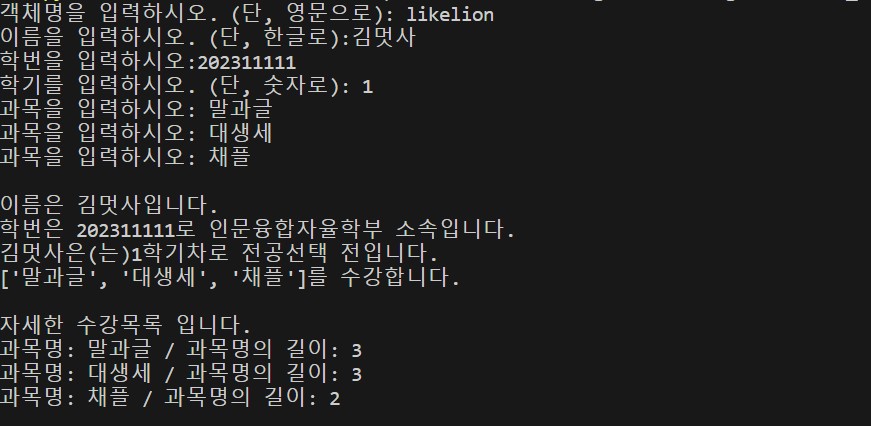 객체명을 입력하시오. (단, 영문으로): likelion
이름을 입력하시오. (단, 한글로):김멋사
학번을 입력하시오:202311111
학기를 입력하시오. (단, 숫자로): 1
과목을 입력하시오: 말과글
과목을 입력하시오: 대생세
과목을 입력하시오: 채플
이름은 김멋사입니다.
학번은 202311111로 인문융합자율학부 소속입니다.
김멋사은(는)1학기차로 전공선택 전입니다.
['말과글', '대생세', '채플']를 수강합니다.
자세한 수강목록 입니다.
과목명: 말과글 / 과목명의 길이: 3
과목명: 대생세 / 과목명의 길이: 3
과목명: 채플 / 과목명의 길이: 2